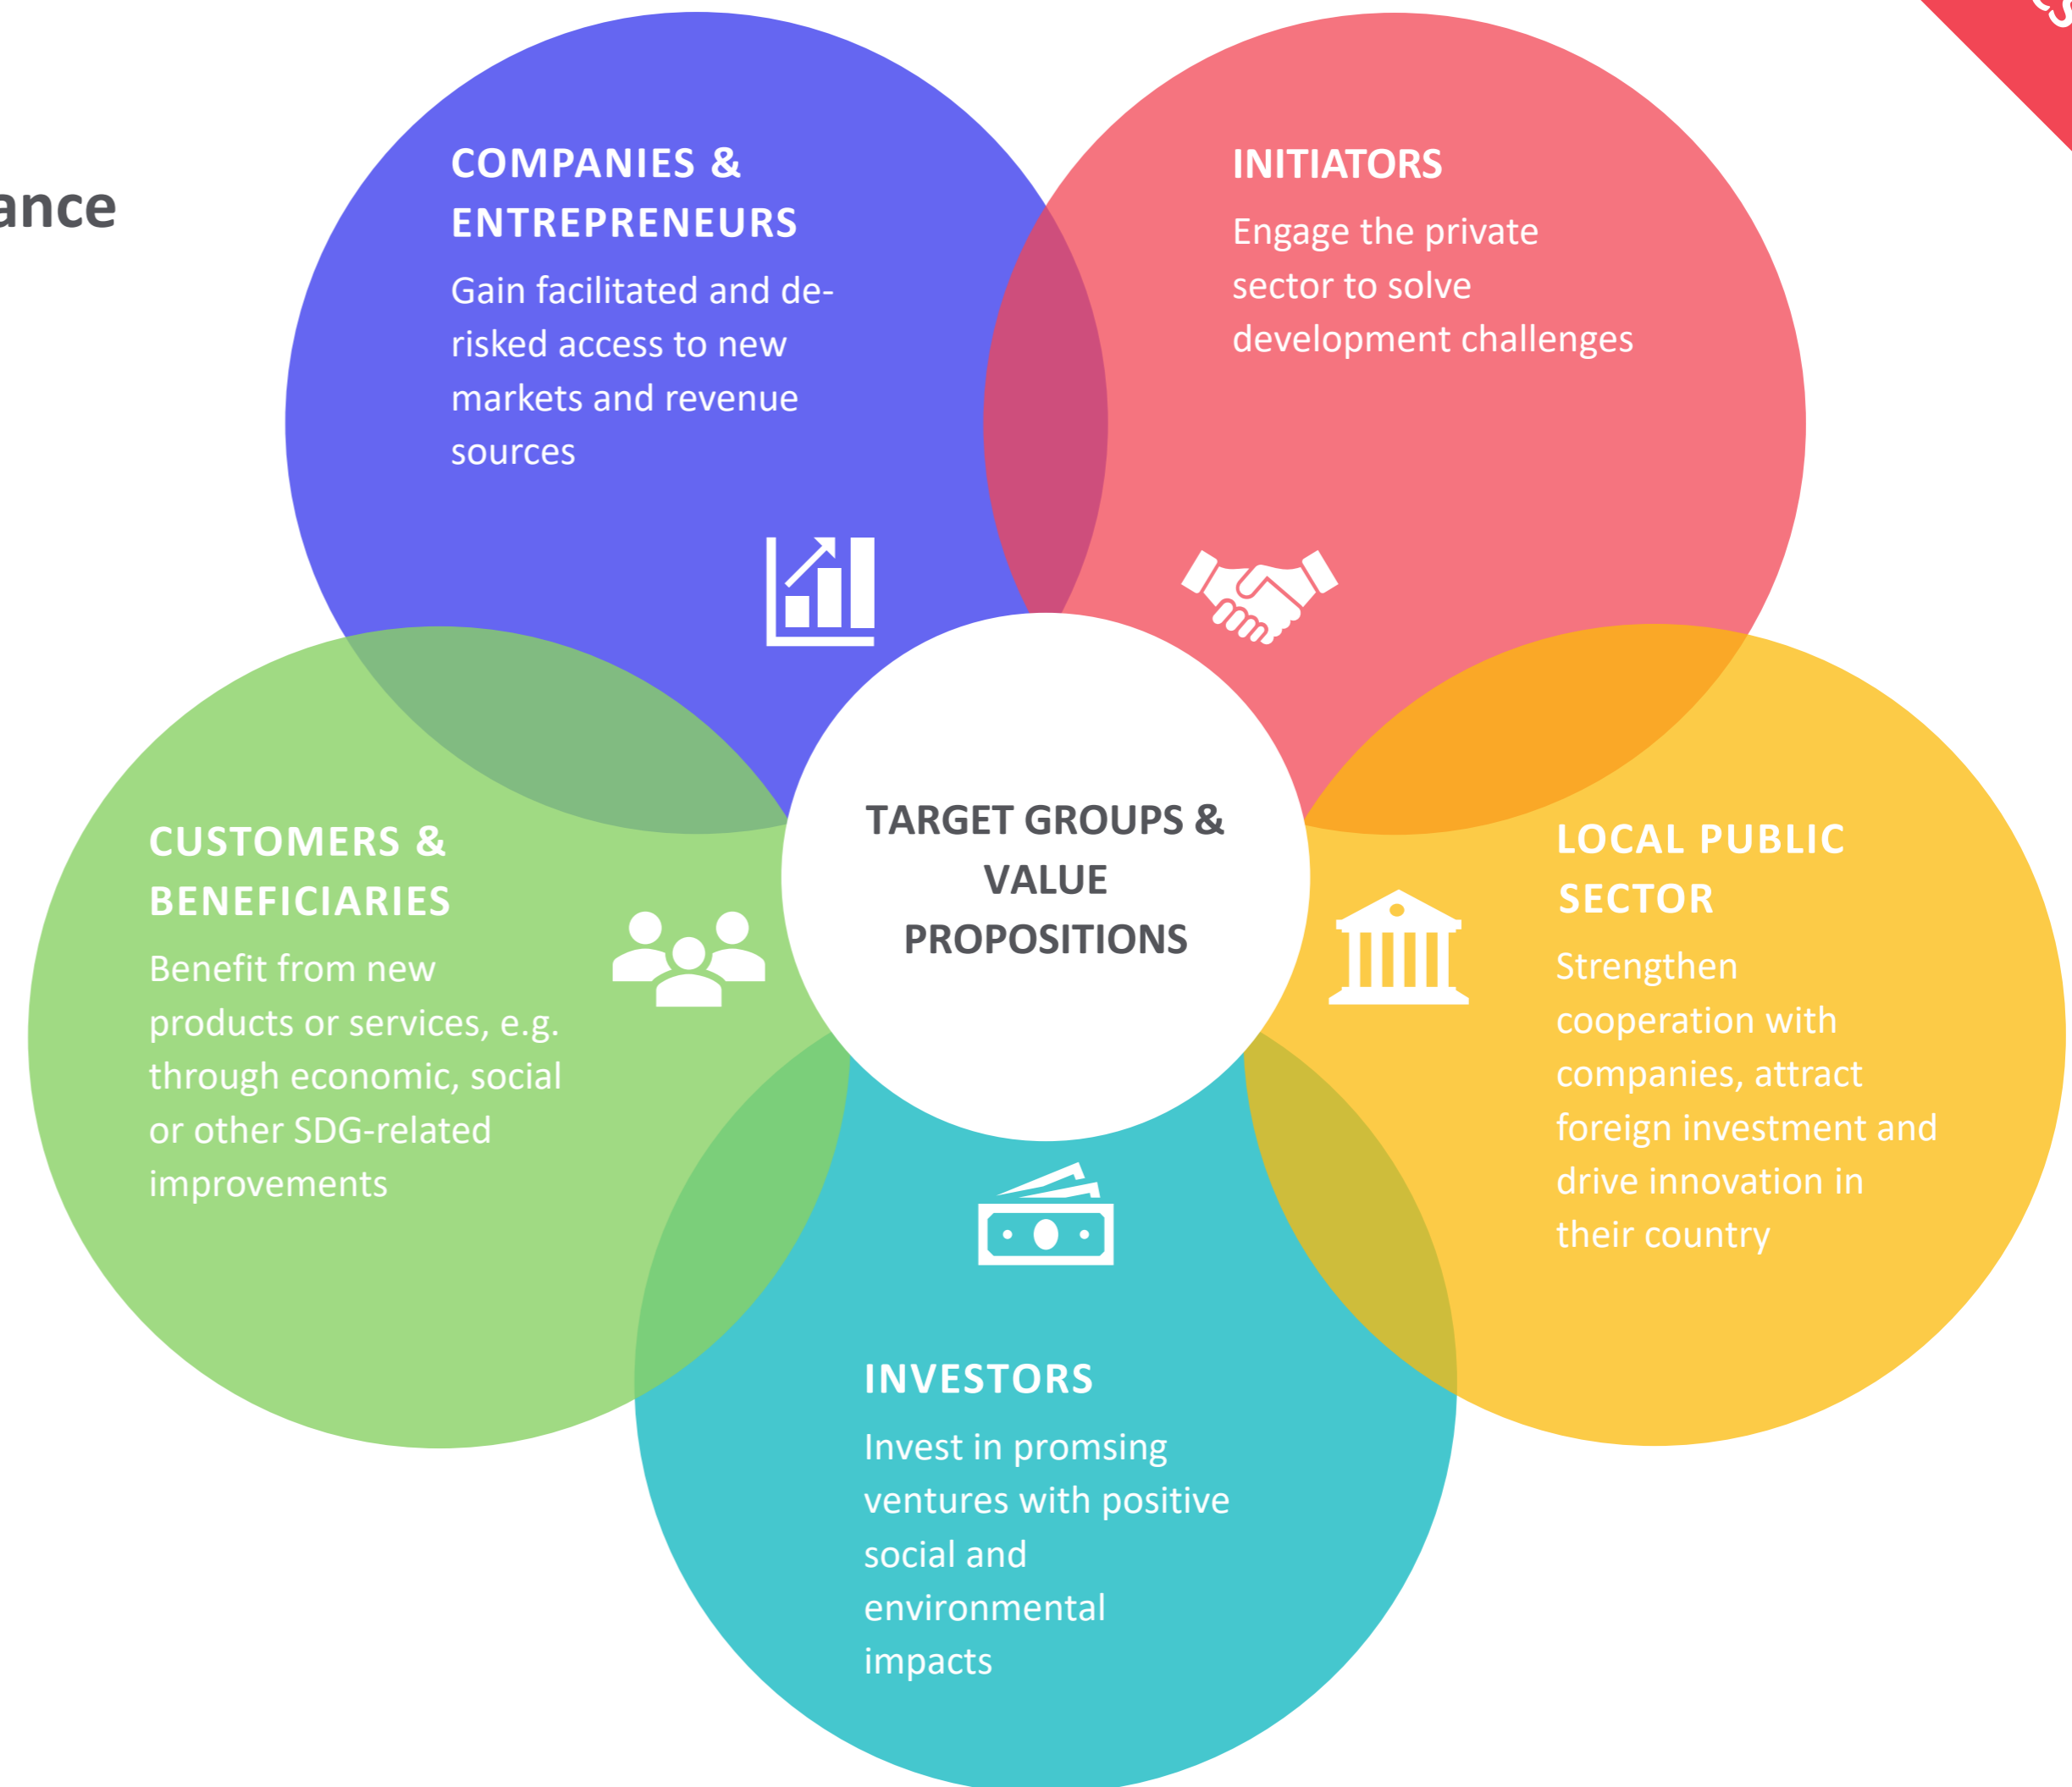 ance
COMPANIES &
ENTREPRENEURS
Gain facilitated and de-
risked access to new
markets and revenue
sources
INITIATORS
Engage the private
sector to solve
development challenges
TARGET GROUPS &
VALUE
PROPOSITIONS
CUSTOMERS &
BENEFICIARIES
Benefit from new
products or services, e.g.
through economic, social
or other SDG-related
improvements
LOCAL PUBLIC
SECTOR
Strengthen
cooperation with
companies, attract
foreign investment and
drive innovation in
their country
INVESTORS
Invest in promsing
ventures with positive
social and
environmental
impacts